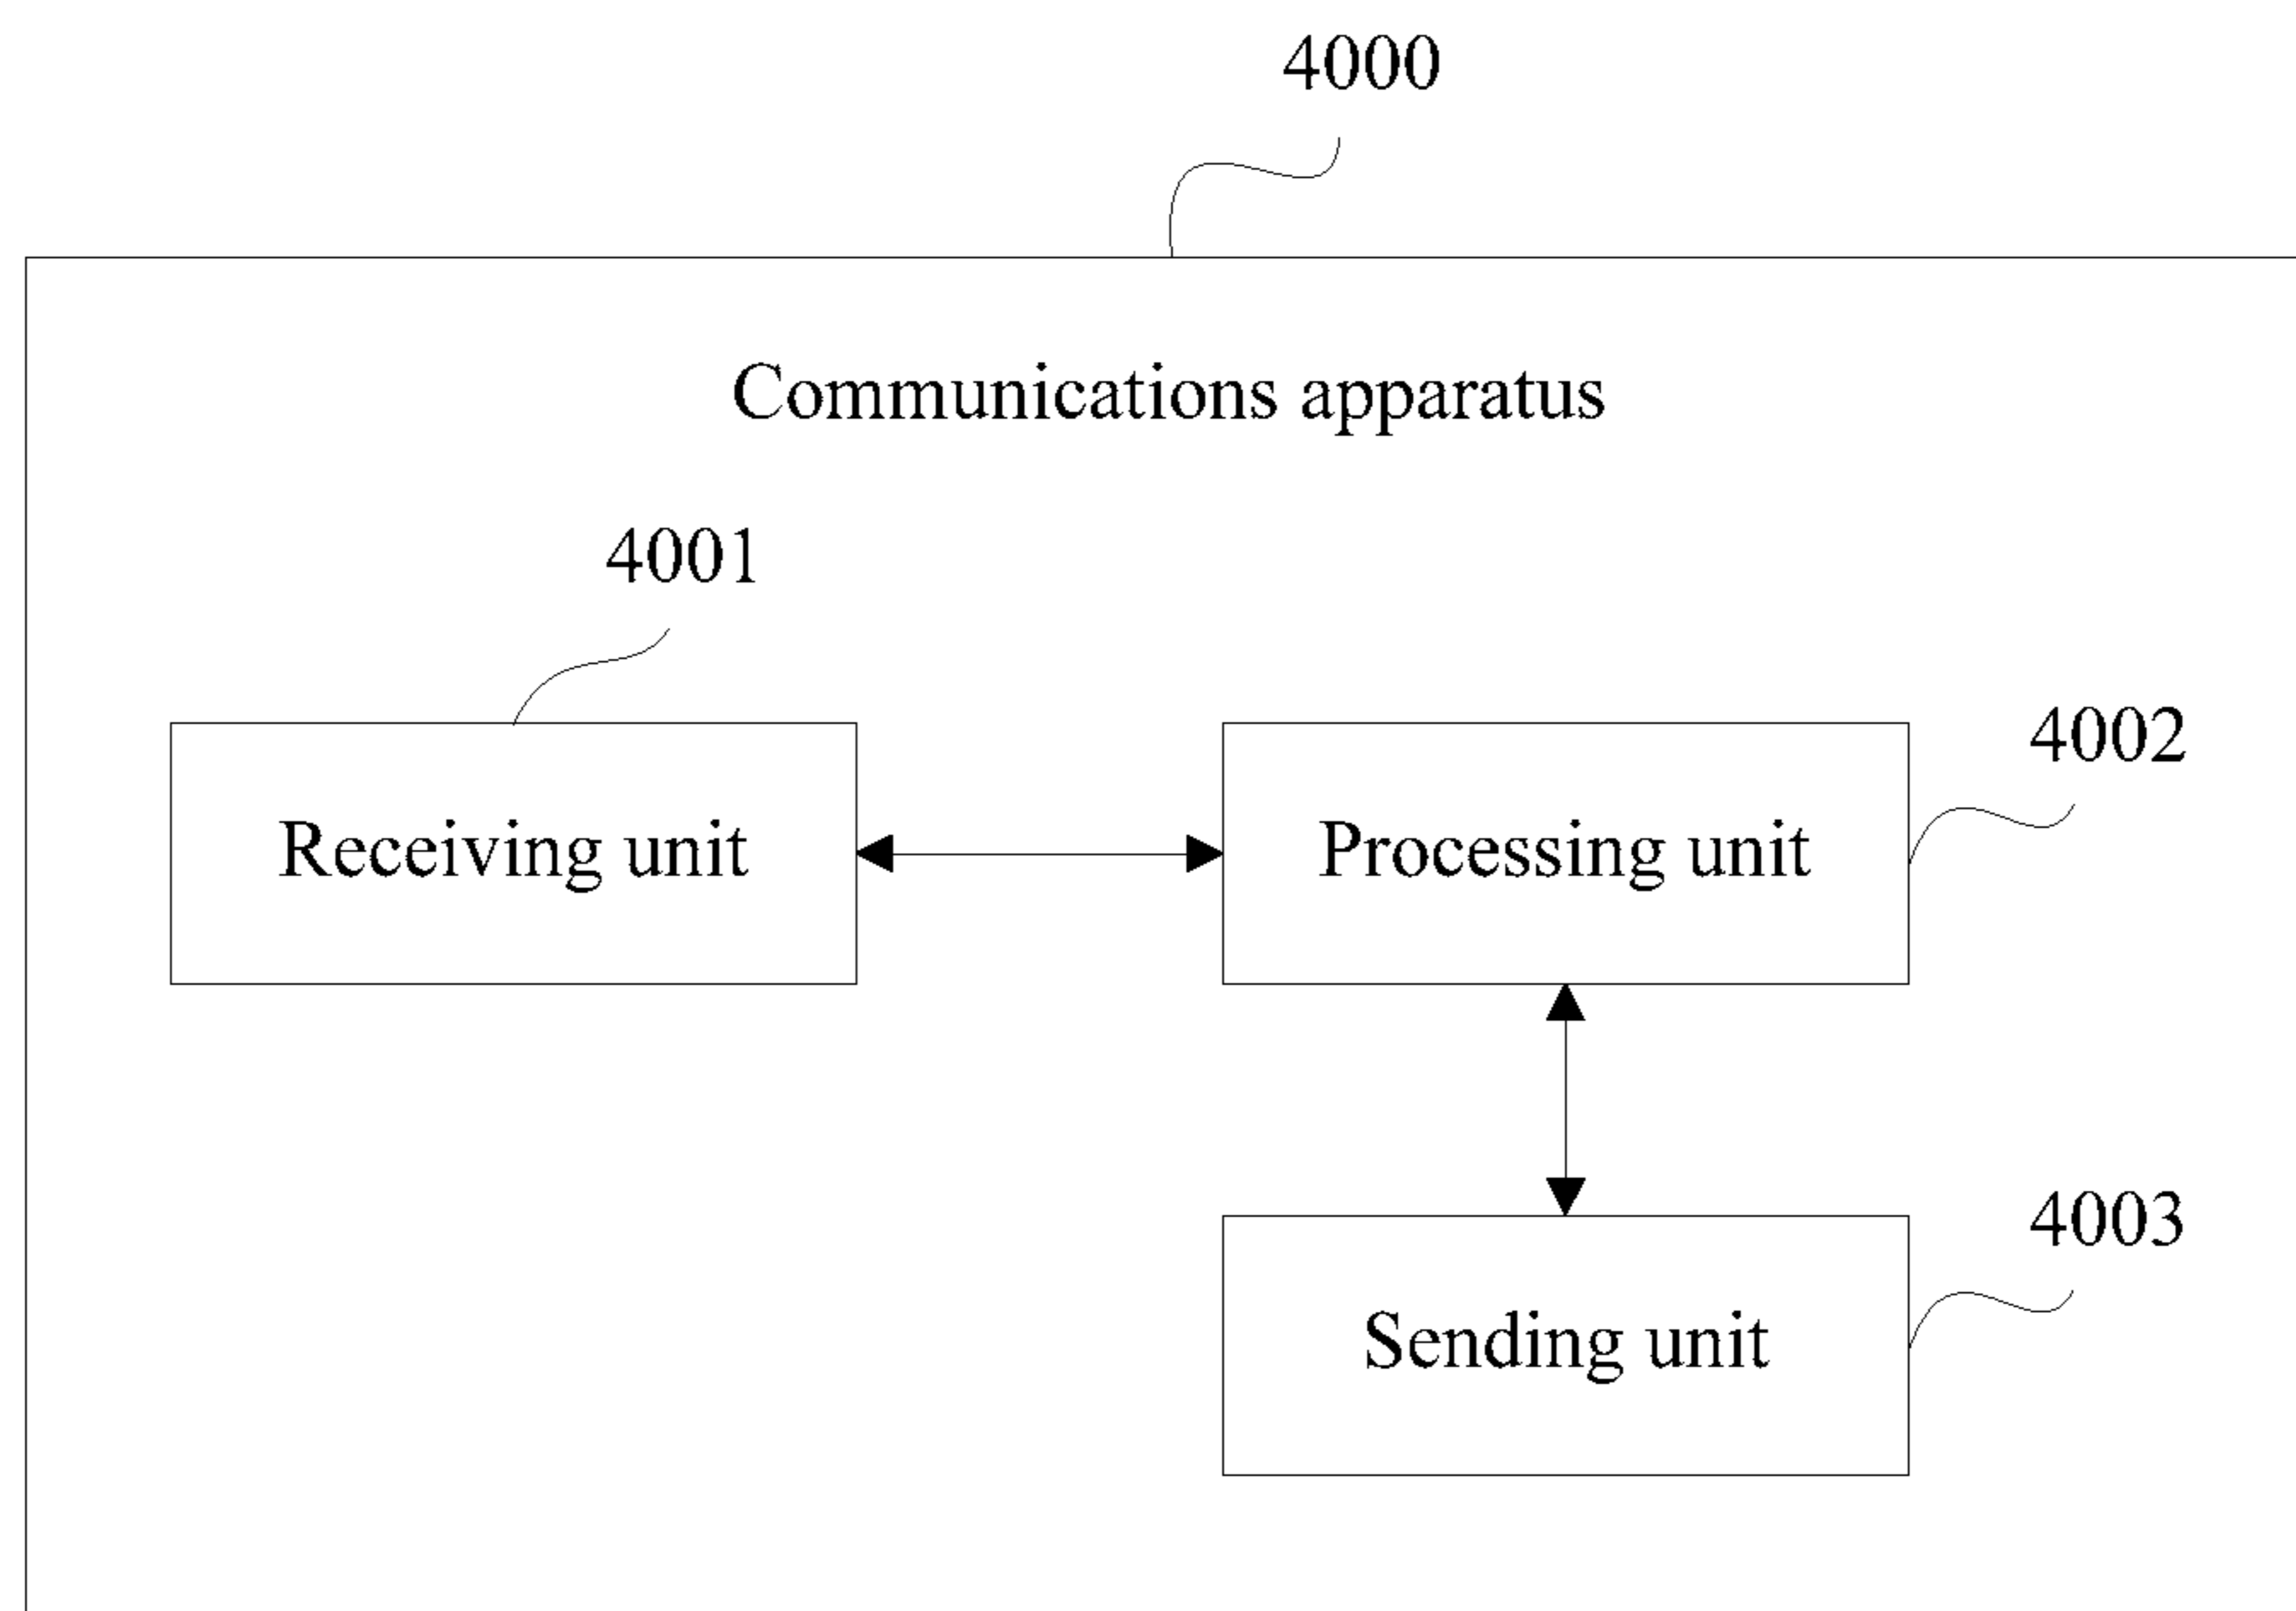 4000
Communications apparatus
4001
4002
Receiving unit
Processing unit
4003
Sending unit